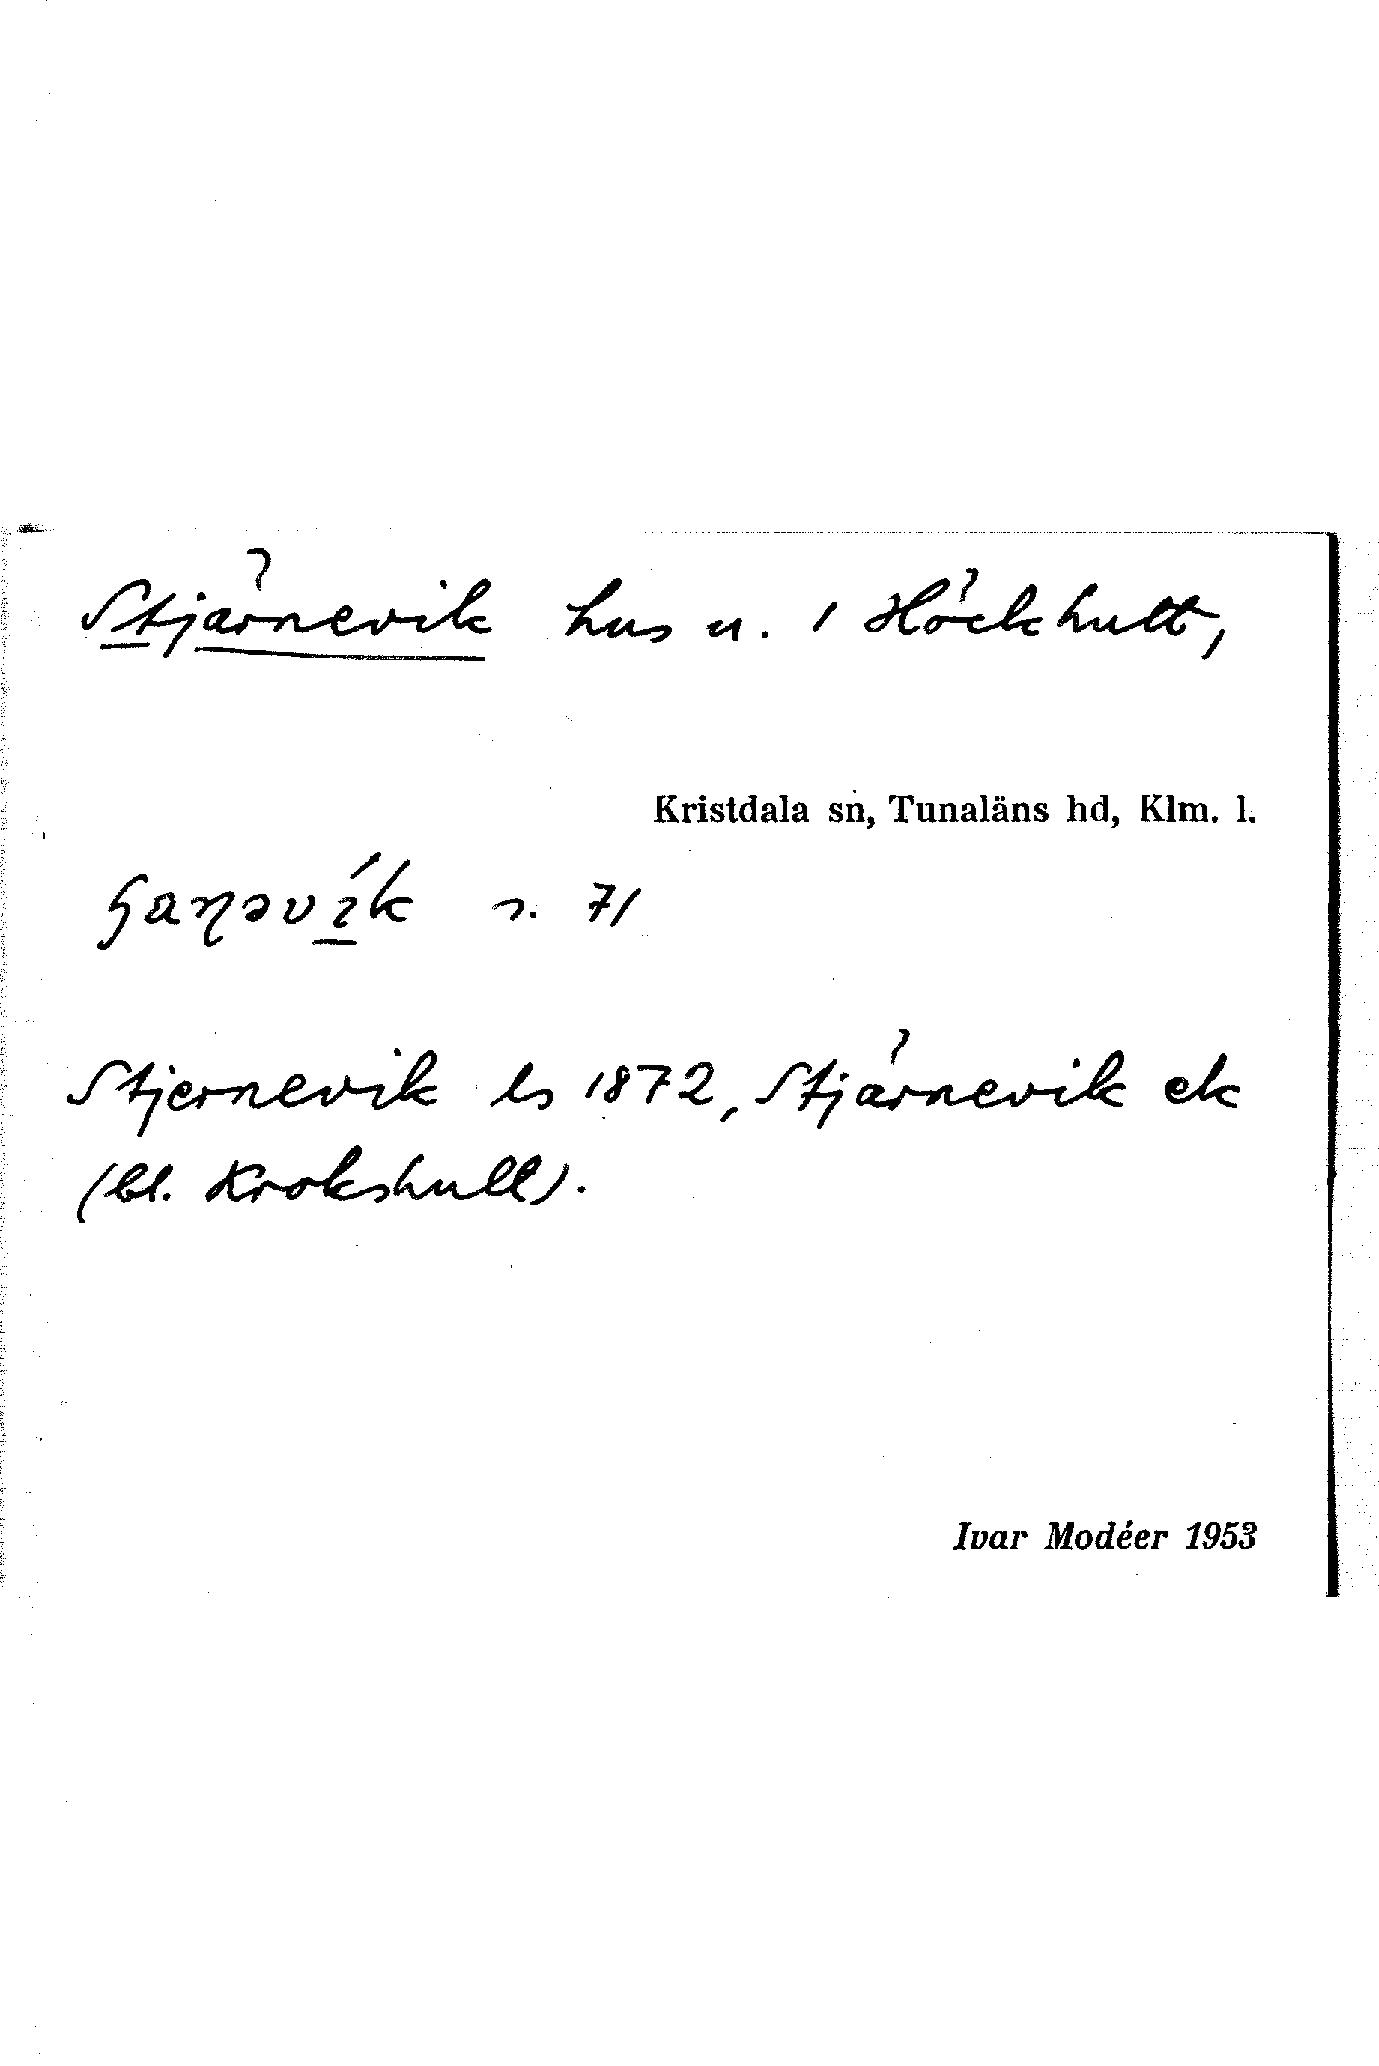 Stjärnevik hus u. 1 Höckhult,
Kristdala sn, Tunaläns hd, Klm. l.
s. 71
Stjernevik ls 1872, Stjärnevik ek
(bl. Krokshult).
Ivar Modéer 1953